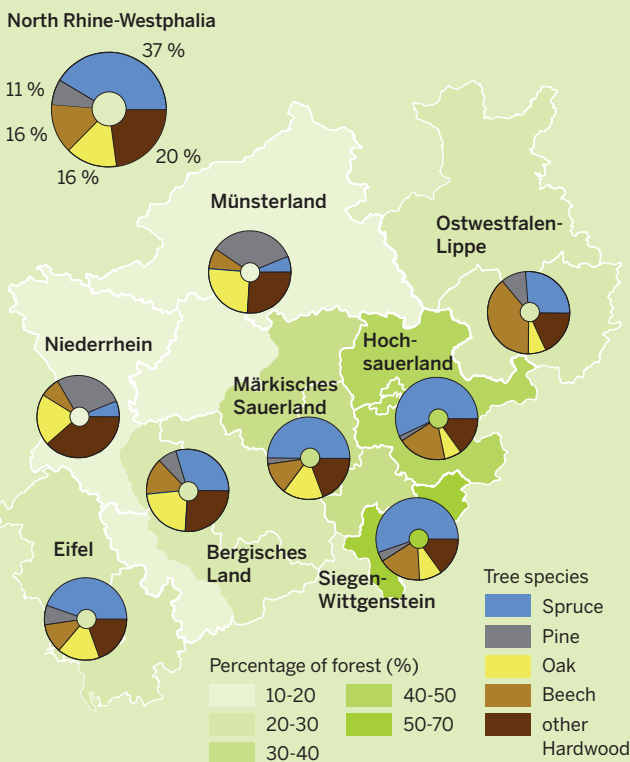 North Rhine-Westphalia
37 %
11 %
16 %
20 %
16 %
Münsterland
Ostwestfalen-
Lippe
Niederrhein
Hoch-
sauerland
Märkisches
Sauerland
Eifel
Bergisches
Land
Siegen-
Wittgenstein
Tree species
Spruce
Pine
Oak
Beech
other
Hardwood
Percentage of forest (%)
10-20
20-30
30-40
40-50
50-70